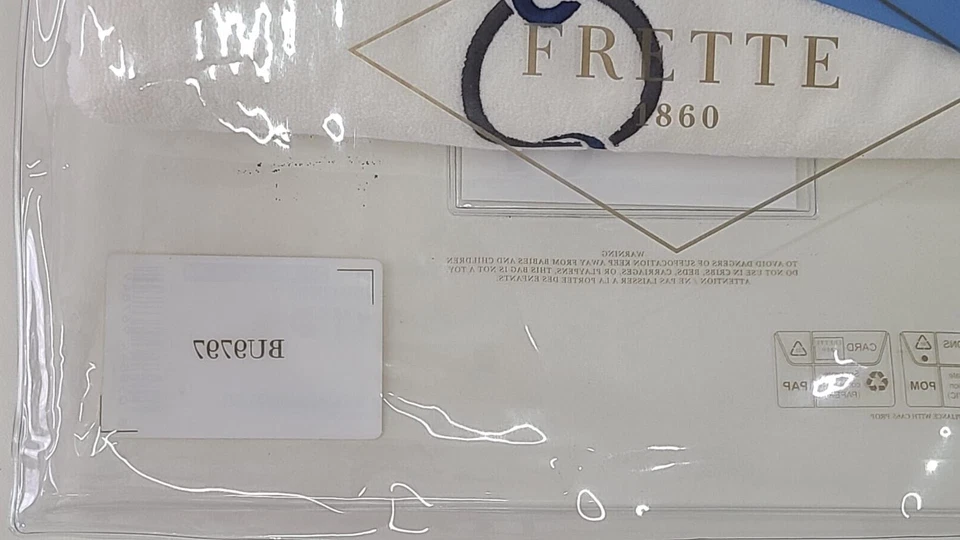 FRETTE
1860
WARNING
TO AVOID DANGERS OF SUFFOCATION KEEP AWAY FROM BABIES AND CHILDREN
DO NOT USE IN CRIBS, BEDS, CARRIAGES, OR PLAYPENS. THIS BAG IS NOT A TOY
ATTENTION / NE PAS LAISSER A LA PORTEE DES ENFANTS.
BU9797
CARD
PAP
POM